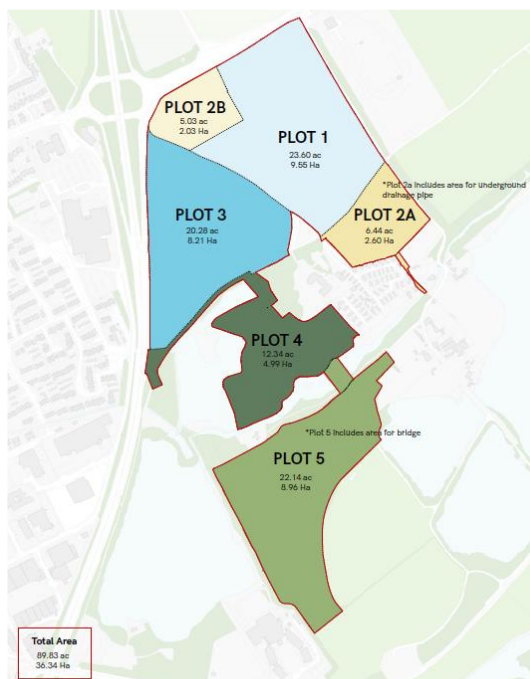 PLOT 2B
5.03 ac
2.03 Ha
PLOT 1
23.60 ac
9.55 Ha
*Plot 2a includes area for underground
drainage pipe
PLOT 2A
6.44 ac
2.60 Ha
PLOT 3
20.28 ac
8.21 Ha
PLOT 4
12.34 ac
4.99 Ha
*Plot 5 includes area for bridge
PLOT 5
22.14 ac
8.96 Ha
Total Area
89.83 ac
36.34 Ha